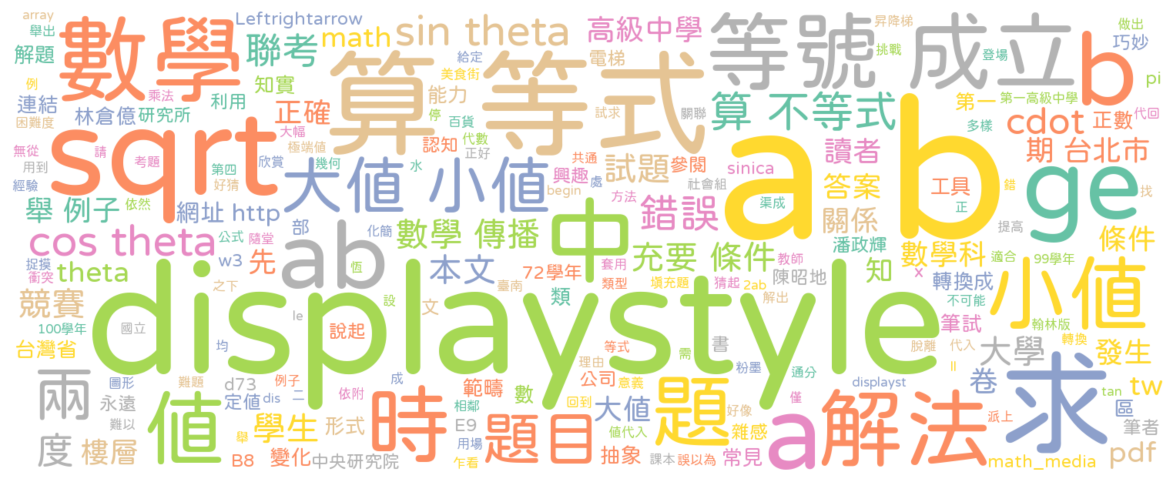 array Leftrightarrow math sin theta 高級中學 昇降梯 做出
舉出 數學 聯考 電梯 等號 成立 挑戰 登場 巧妙 b pi
解題 算 等式 美食街 給定
例 知實 能力 算 不等式 第一 第一高級中學
連結 乘法 利用 正確 停 百貨 試求 關聯 多樣 cdot 正數 代回
林倉億 研究所 大幅 認知 代數 期 台北市
困難度 sqrt 極端值 正好 a b 讀者 ge
無從 請 考題 欣賞 幾何 水 共通 試題 參閱 sinica
用到 第四 大值 小值 興趣 處 社會組 答案 工具 錯 找
經驗 依然 好猜 begin 方法 渠成 正
舉 例子 網址 http 錯誤 關係 提高
公式 隨堂 部 中 潘政輝 條件
cos theta 化簡 ab 數學 傳播 充要 條件 數學科
捉摸 恆 w3 先 本文 教師 知 x 適合 99學年
theta 衝突 72學年 套用 猜起 陳昭地 轉換成 不可能
之下 臺南 類型 填充題 2ab
競賽 設 文 類 解出 小值
100學年 國立 說起 le displaystyle 筆試 翰林版
台灣省 均 等式 需 書 脫離 代入 轉換 發生
兩 圖形 難題 d73 例子 成 範疇 理由 公司 意義 通分 粉墨 大學 ll tw
永遠 dis 定值 二 依附 相鄰 數 回到 題 displayst 卷 tan 求
值 學生 形式 時 E9 題目 大值 值代入 好像 僅 a 解法 派上 區 筆者
度 樓層 難以 舉 用場 雜感
B8 變化 中央研究院 乍看 抽象 課本 誤以為 常見 math_media pdf